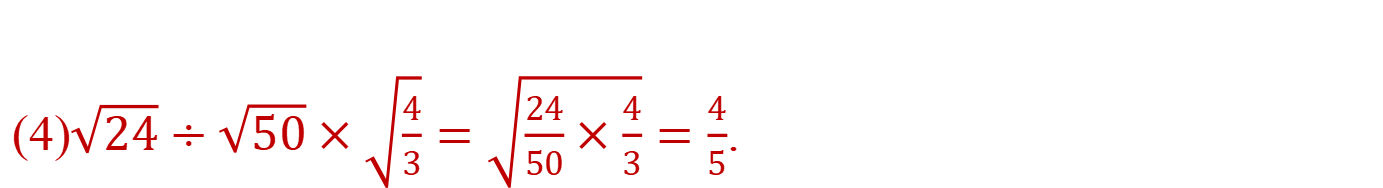 (4)√24 ÷ √50 × √(4/3) = √(24/50 × 4/3) = 4/5.